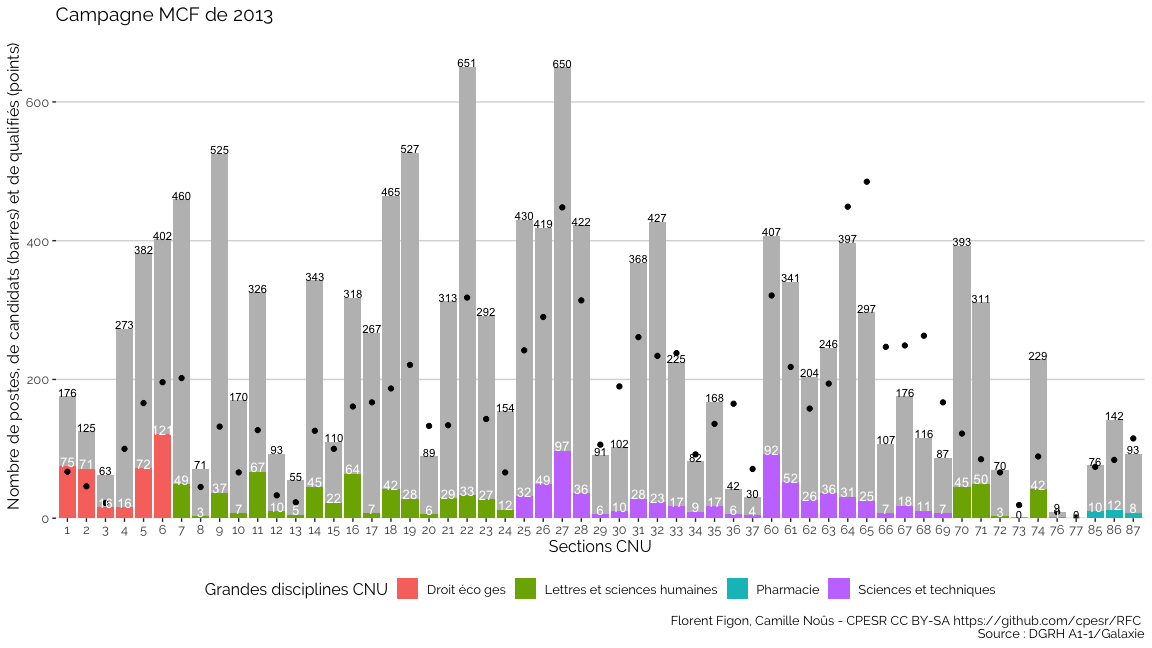 Campagne MCF de 2013
Nombre de postes, de candidats (barres) et de qualifiés (points)
600
400
200
0
176 125 63 273 382 402 460 71 525 170 326 93 55 343 110 318 267 465 527 89 313 651 292 154 430 419 650 422 91 102 368 427 225 82 168 42 30 407 341 204 246 397 297 107 176 116 87 393 311 70 0 229 9 0 76 142 93
75 71 16 16 72 121 49 3 37 7 67 10 5 45 22 64 7 42 28 6 29 33 27 12 32 49 97 36 6 10 28 23 17 9 17 6 4 92 52 26 36 31 25 7 18 11 7 45 50 3 42 10 12 8
1 2 3 4 5 6 7 8 9 10 11 12 13 14 15 16 17 18 19 20 21 22 23 24 25 26 27 28 29 30 31 32 33 34 35 36 37 60 61 62 63 64 65 66 67 68 69 70 71 72 73 74 76 77 85 86 87
Sections CNU
Grandes disciplines CNU Droit éco ges Lettres et sciences humaines Pharmacie Sciences et techniques
Florent Figon, Camille Noûs - CPESR CC BY-SA https://github.com/cpesr/RFC
Source : DGRH A1-1/Galaxie